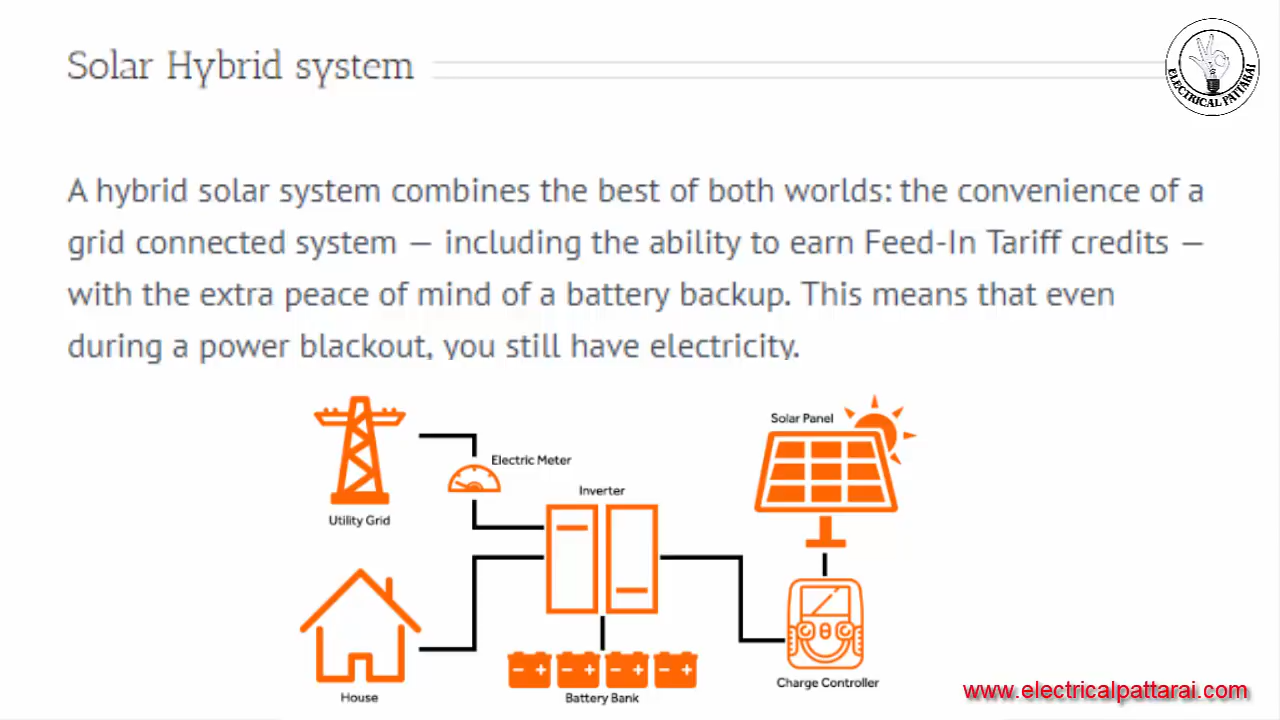 Solar Hybrid system
ELECTRICAL PATTARAI
A hybrid solar system combines the best of both worlds: the convenience of a
grid connected system — including the ability to earn Feed-In Tariff credits —
with the extra peace of mind of a battery backup. This means that even
during a power blackout, you still have electricity.
Solar Panel
Electric Meter
Inverter
Utility Grid
House
Battery Bank
Charge Controller
www.electricalpattarai.com